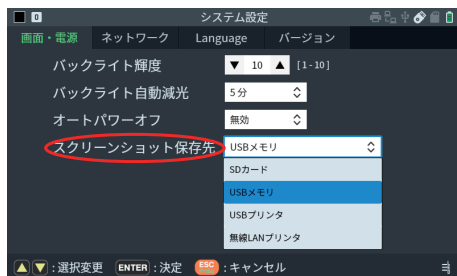 システム設定
画面・電源 ネットワーク Language バージョン
バックライト輝度 ▼ 10 ▲ [1-10]
バックライト自動減光 5分
オートパワーオフ 無効
スクリーンショット保存先 USBメモリ
SDカード
USBメモリ
USBプリンタ
無線LANプリンタ
▲▼:選択変更 ENTER:決定 ESC:キャンセル